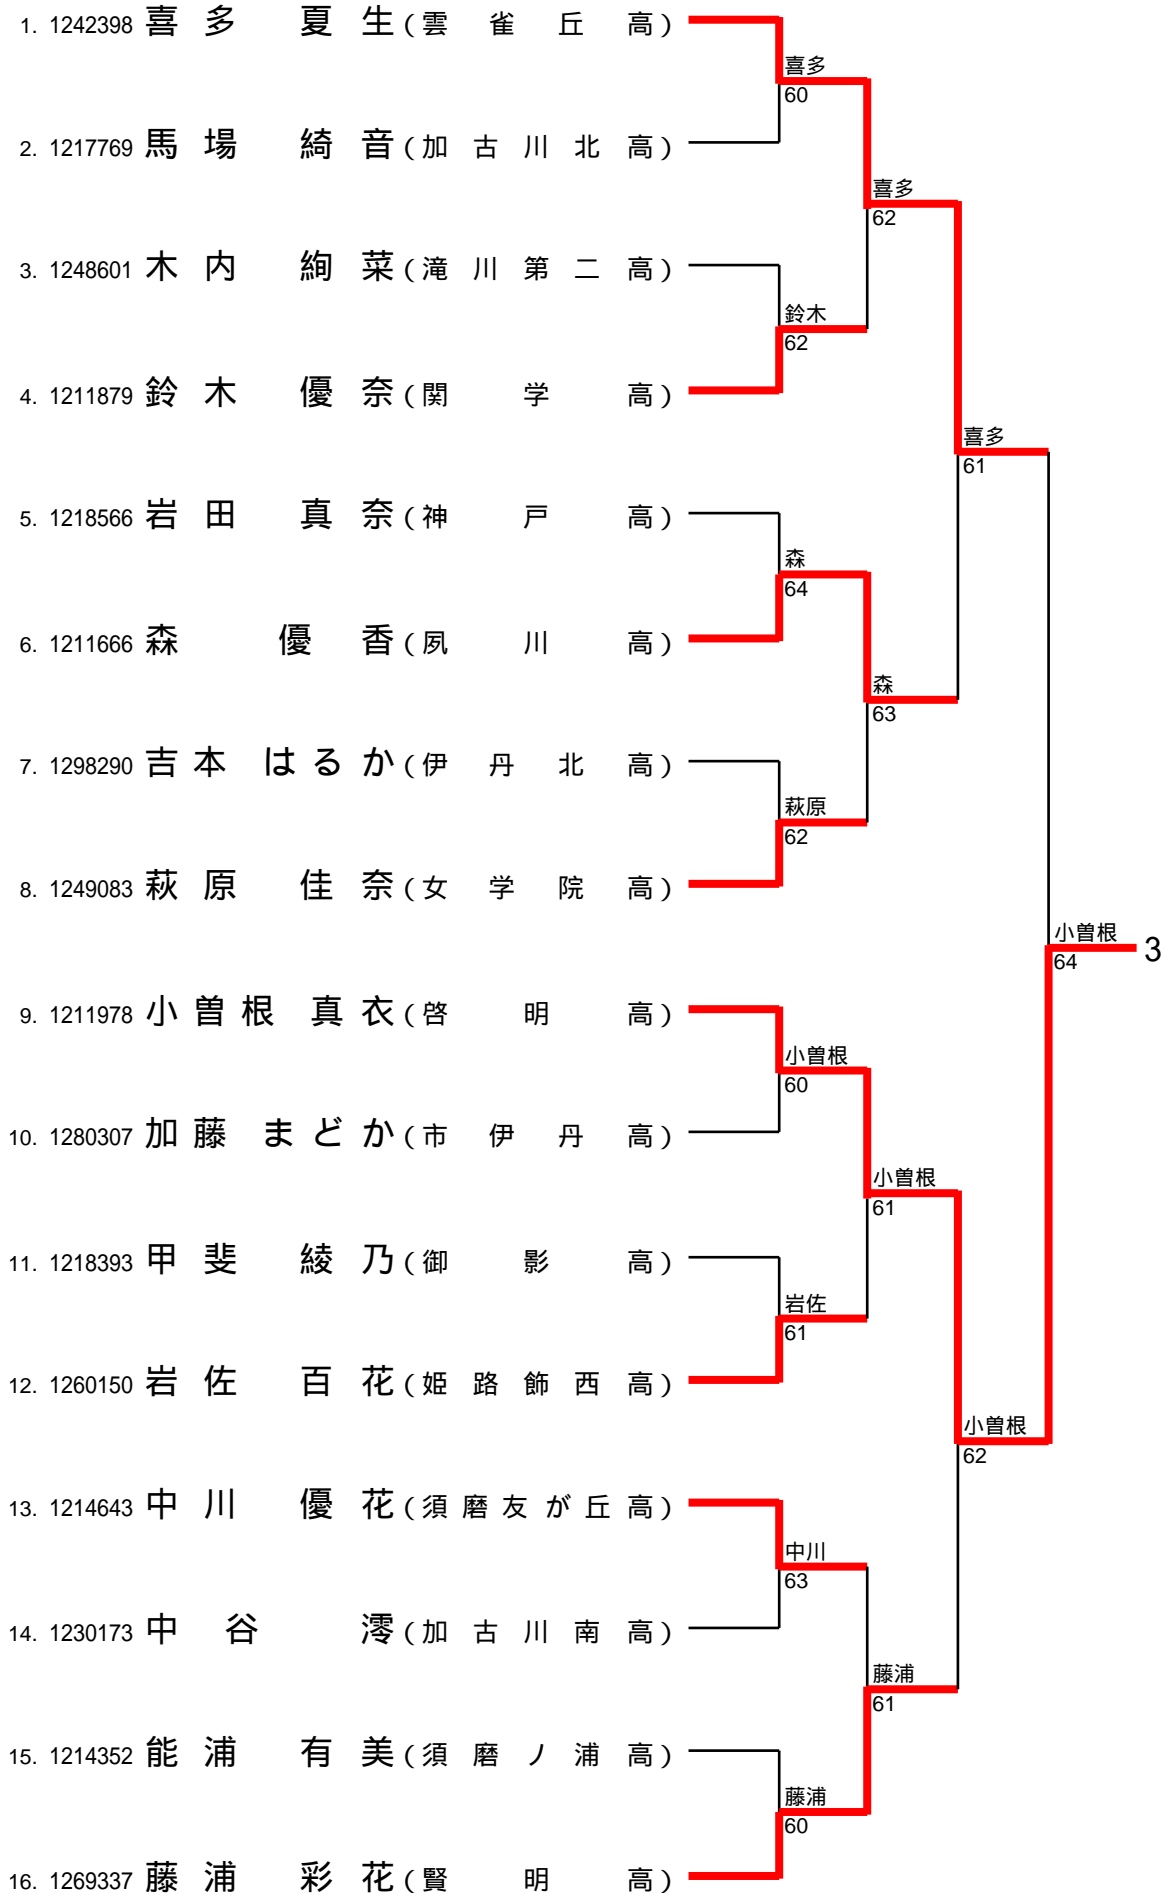 1. 1242398 喜多 夏生(雲雀丘高)
喜多
60
2. 1217769 馬場 綺音(加古川北高)
喜多
62
3. 1248601 木内 絢菜(滝川第二高)
鈴木
62
4. 1211879 鈴木 優奈(関学高)
喜多
61
5. 1218566 岩田 真奈(神戸高)
森
64
6. 1211666 森 優香(夙川高)
森
63
7. 1298290 吉本 はるか(伊丹北高)
萩原
62
8. 1249083 萩原 佳奈(女学院高)
小曽根
64
3
9. 1211978 小曽根 真衣(啓明高)
小曽根
60
10. 1280307 加藤 まどか(市伊丹高)
小曽根
61
11. 1218393 甲斐 綾乃(御影高)
岩佐
61
12. 1260150 岩佐 百花(姫路飾西高)
小曽根
62
13. 1214643 中川 優花(須磨友が丘高)
中川
63
14. 1230173 中谷 澪(加古川南高)
藤浦
61
15. 1214352 能浦 有美(須磨ノ浦高)
藤浦
60
16. 1269337 藤浦 彩花(賢明高)